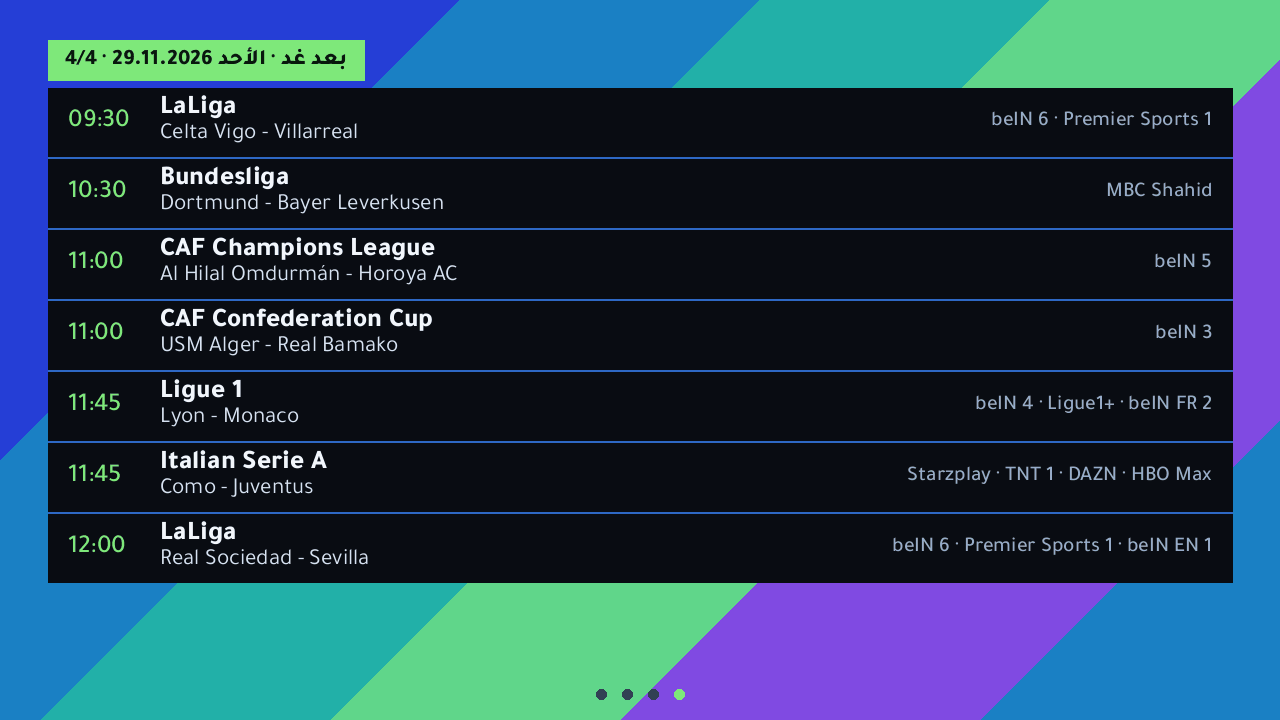 بعد غد · الأحد 29.11.2026 · 4/4
09:30 LaLiga beIN 6 · Premier Sports 1
Celta Vigo - Villarreal
10:30 Bundesliga MBC Shahid
Dortmund - Bayer Leverkusen
11:00 CAF Champions League beIN 5
Al Hilal Omdurmán - Horoya AC
11:00 CAF Confederation Cup beIN 3
USM Alger - Real Bamako
11:45 Ligue 1 beIN 4 · Ligue1+ · beIN FR 2
Lyon - Monaco
11:45 Italian Serie A Starzplay · TNT 1 · DAZN · HBO Max
Como - Juventus
12:00 LaLiga beIN 6 · Premier Sports 1 · beIN EN 1
Real Sociedad - Sevilla